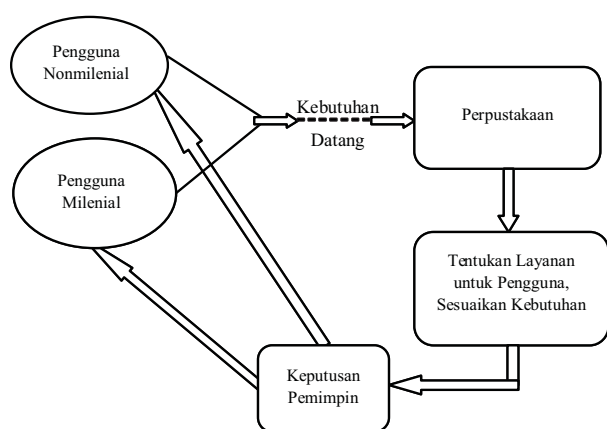 Pengguna
Nonmilenial
Pengguna
Milenial
Kebutuhan
Datang
Perpustakaan
Tentukan Layanan
untuk Pengguna,
Sesuaikan Kebutuhan
Keputusan
Pemimpin